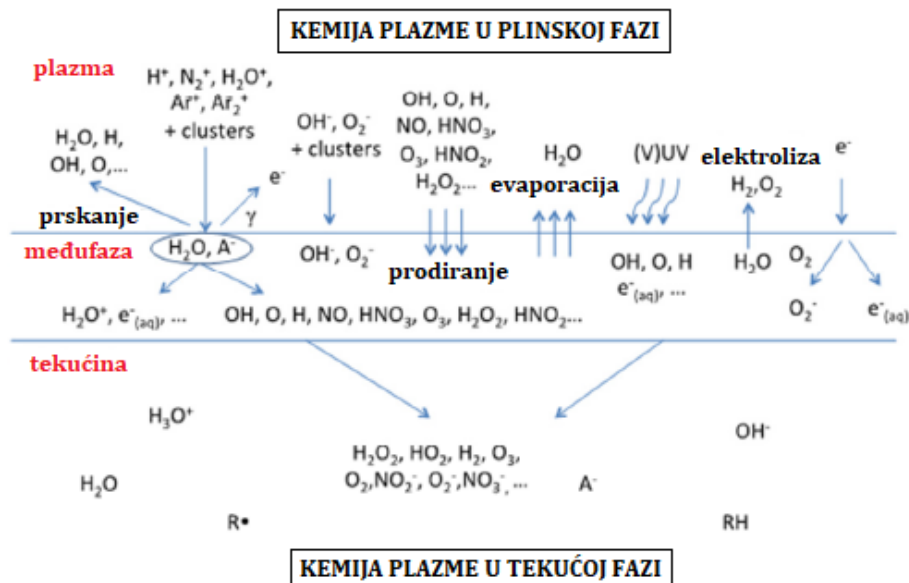 KEMIJA PLAZME U PLINSKOJ FAZI
plazma
H⁺, N₂⁺, H₂O⁺,
Ar⁺, Ar₂⁺
+ clusters
H₂O, H,
OH, O,...
e⁻
OH⁻, O₂⁻
+ clusters
OH, O, H,
NO, HNO₃,
O₃, HNO₂,
H₂O₂...
H₂O
evaporacija
(V)UV
elektroliza
H₂,O₂
e⁻
prskanje
γ
međufaza
H₂O, A⁻
OH⁻, O₂⁻
prodiranje
OH, O, H
e⁻(aq), ...
H₂O
O₂
H₂O⁺, e⁻(aq), ...
OH, O, H, NO, HNO₃, O₃, H₂O₂, HNO₂...
O₂⁻
e⁻(aq)
tekućina
H₃O⁺
OH⁻
H₂O₂, HO₂, H₂, O₃,
O₂,NO₂⁻, O₂⁻,NO₃⁻, ...
H₂O
A⁻
R•
RH
KEMIJA PLAZME U TEKUĆOJ FAZI